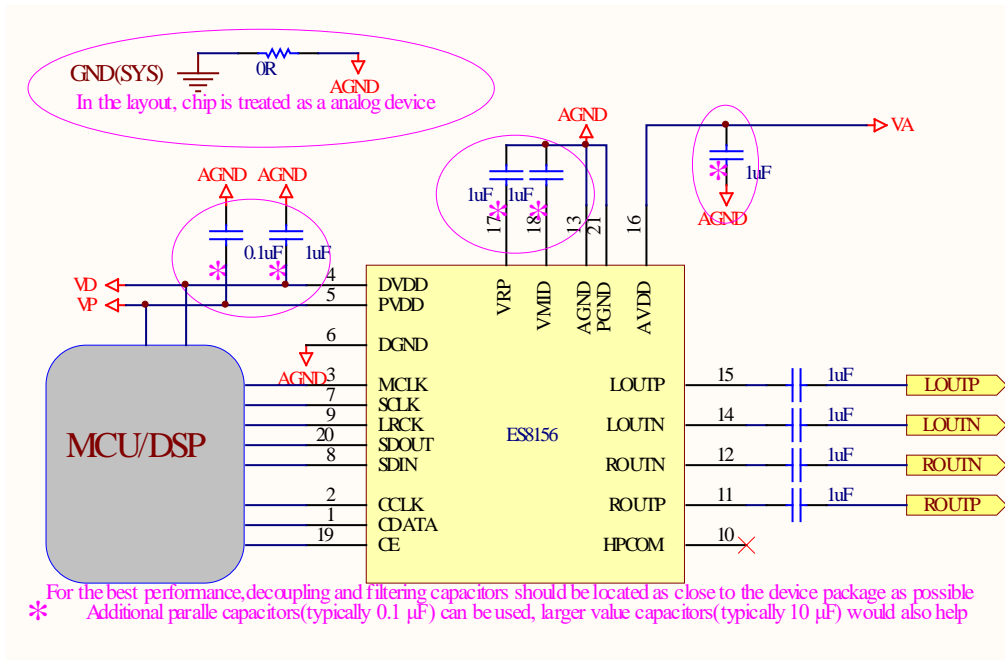 GND(SYS)
0R
AGND
In the layout, chip is treated as a analog device
AGND
VA
AGND AGND
1uF 1uF
1uF
17 18 13 21 16
AGND
0.1uF 1uF
VD
VP
4 DVDD
5 PVDD
VRP VMID AGND PGND AVDD
6 DGND
AGND
3 MCLK
7 SCLK
9 LRCK
20 SDOUT
8 SDIN
2 CCLK
1 CDATA
19 CE
MCU/DSP
ES8156
LOUTP 15 1uF LOUTP
LOUTN 14 1uF LOUTN
ROUTN 12 1uF ROUTN
ROUTP 11 1uF ROUTP
HPCOM 10
For the best performance,decoupling and filtering capacitors should be located as close to the device package as possible
* Additional paralle capacitors(typically 0.1 μF) can be used, larger value capacitors(typically 10 μF) would also help